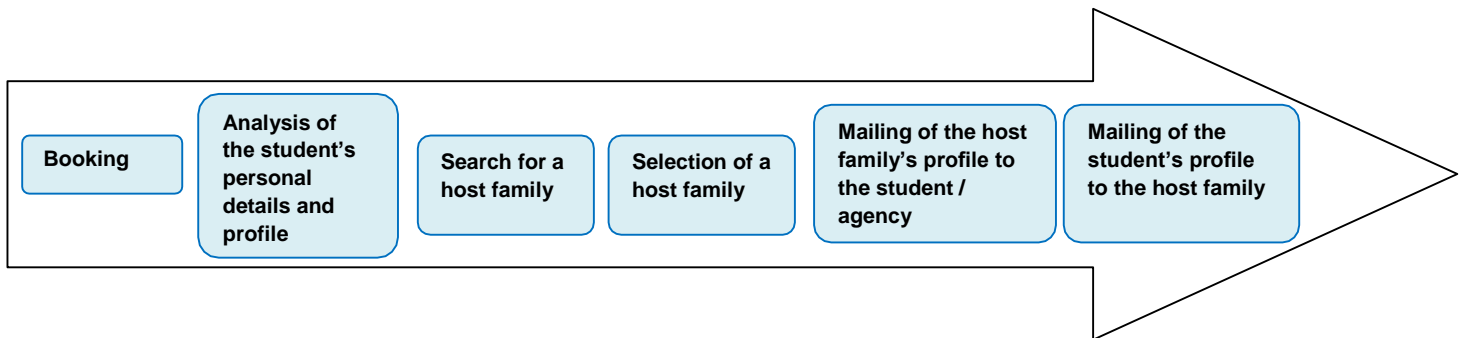 Booking
Analysis of
the student’s
personal
details and
profile
Search for a
host family
Selection of a
host family
Mailing of the host
family’s profile to
the student /
agency
Mailing of the
student’s profile
to the host family